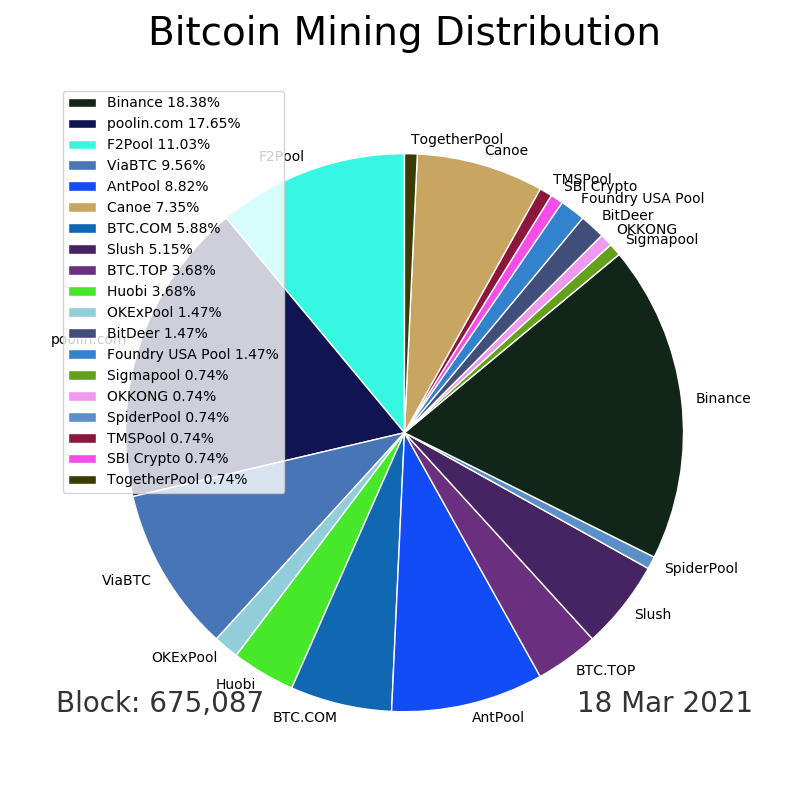 Bitcoin Mining Distribution
Binance 18.38%
poolin.com 17.65%
F2Pool 11.03%
ViaBTC 9.56%
AntPool 8.82%
Canoe 7.35%
BTC.COM 5.88%
Slush 5.15%
BTC.TOP 3.68%
Huobi 3.68%
OKExPool 1.47%
BitDeer 1.47%
Foundry USA Pool 1.47%
Sigmapool 0.74%
OKKONG 0.74%
SpiderPool 0.74%
TMSPool 0.74%
SBI Crypto 0.74%
TogetherPool 0.74%
TogetherPool
Canoe
TMSPool
SBI Crypto
Foundry USA Pool
BitDeer
OKKONG
Sigmapool
Binance
SpiderPool
Slush
BTC.TOP
AntPool
BTC.COM
Huobi
OKExPool
ViaBTC
poolin.com
F2Pool
Block: 675,087
18 Mar 2021